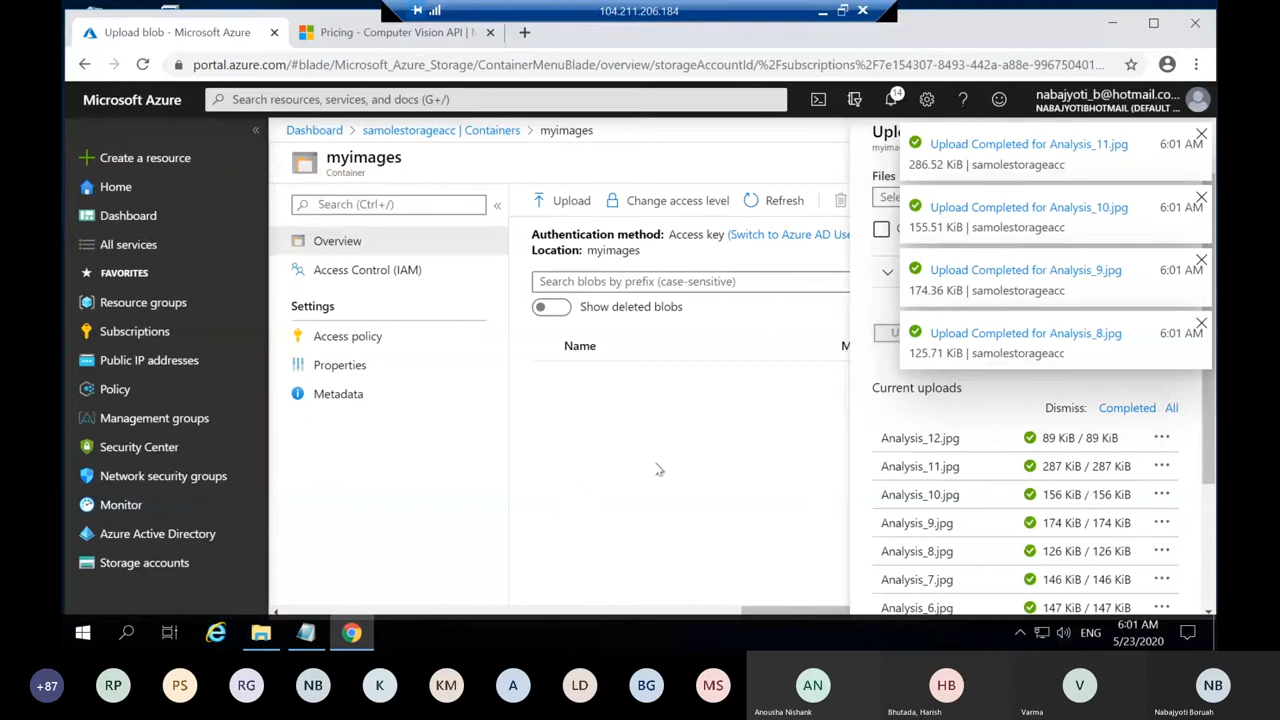 104.211.206.184
Upload blob - Microsoft Azure
Pricing - Computer Vision API | M
portal.azure.com/#blade/Microsoft_Azure_Storage/ContainerMenuBlade/overview/storageAccountId/%2Fsubscriptions%2F7e154307-8493-442a-a88e-996750401...
Microsoft Azure
Search resources, services, and docs (G+/)
14
nabajyoti_b@hotmail.co...
NABAJYOTIBHOTMAIL (DEFAULT ...
Create a resource
Home
Dashboard
All services
FAVORITES
Resource groups
Subscriptions
Public IP addresses
Policy
Management groups
Security Center
Network security groups
Monitor
Azure Active Directory
Storage accounts
Dashboard
samolestorageacc | Containers
myimages
myimages
Container
Search (Ctrl+/)
Overview
Access Control (IAM)
Settings
Access policy
Properties
Metadata
Upload
Change access level
Refresh
Authentication method: Access key (Switch to Azure AD Use
Location: myimages
Search blobs by prefix (case-sensitive)
Show deleted blobs
Name
M
Uplo
myima
Files
Sele
U
Upload Completed for Analysis_11.jpg
6:01 AM
286.52 KiB | samolestorageacc
Upload Completed for Analysis_10.jpg
6:01 AM
155.51 KiB | samolestorageacc
Upload Completed for Analysis_9.jpg
6:01 AM
174.36 KiB | samolestorageacc
Upload Completed for Analysis_8.jpg
6:01 AM
125.71 KiB | samolestorageacc
Current uploads
Dismiss: Completed All
Analysis_12.jpg 89 KiB / 89 KiB
Analysis_11.jpg 287 KiB / 287 KiB
Analysis_10.jpg 156 KiB / 156 KiB
Analysis_9.jpg 174 KiB / 174 KiB
Analysis_8.jpg 126 KiB / 126 KiB
Analysis_7.jpg 146 KiB / 146 KiB
Analysis_6.jpg 147 KiB / 147 KiB
ENG
6:01 AM
5/23/2020
+87
RP
PS
RG
NB
K
KM
A
LD
BG
MS
AN
HB
V
NB
Anousha Nishank
Bhutada, Harish
Varma
Nabajyoti Boruah